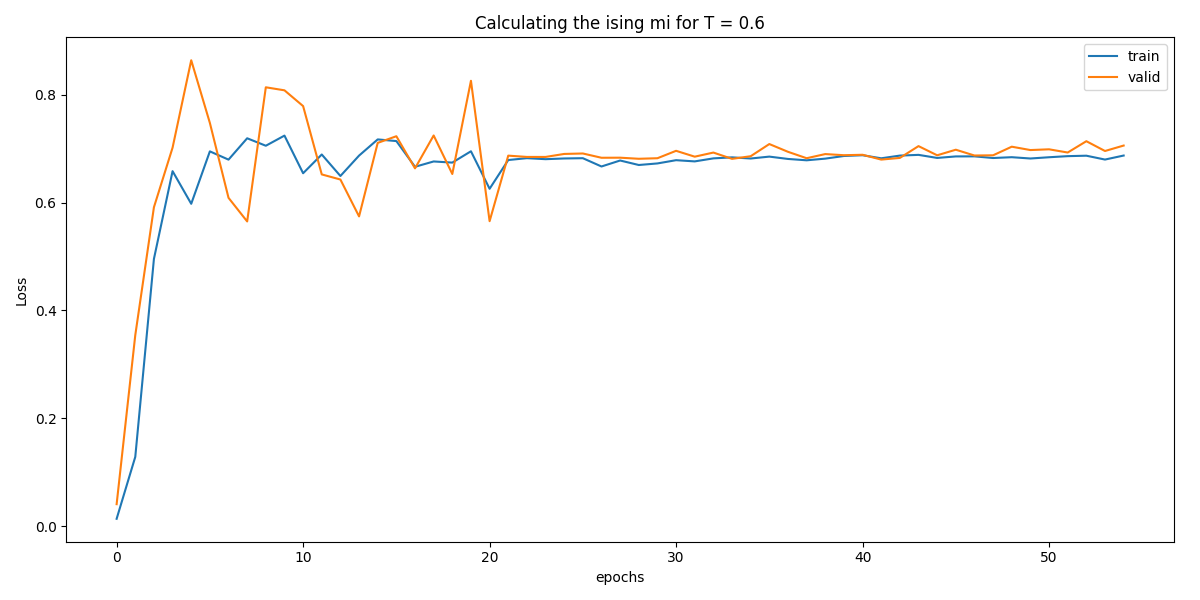 Calculating the ising mi for T = 0.6
train
valid
0.8
0.6
0.4
0.2
0.0
Loss
0 10 20 30 40 50
epochs